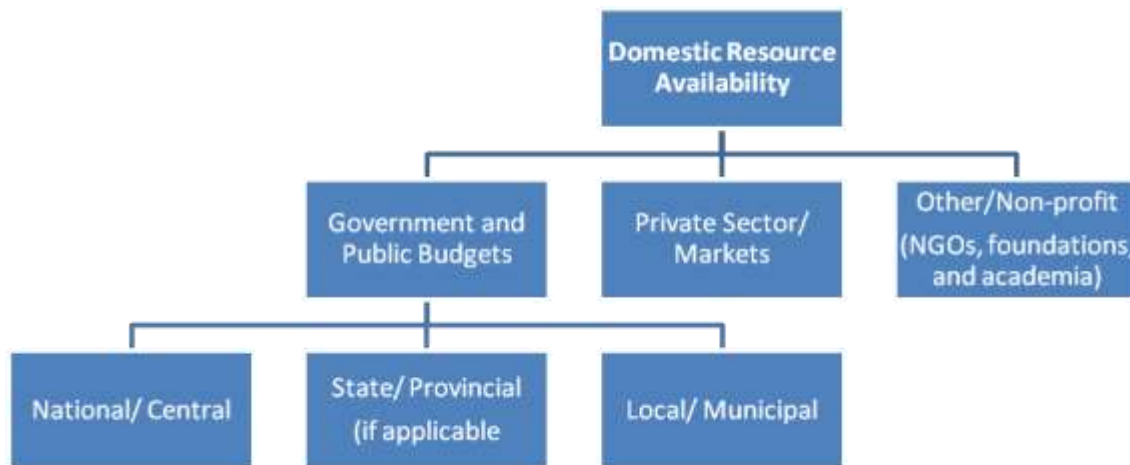 Domestic Resource
Availability
Government and
Public Budgets
Private Sector/
Markets
Other/Non-profit
(NGOs, foundations,
and academia)
National/ Central
State/ Provincial
(if applicable
Local/ Municipal